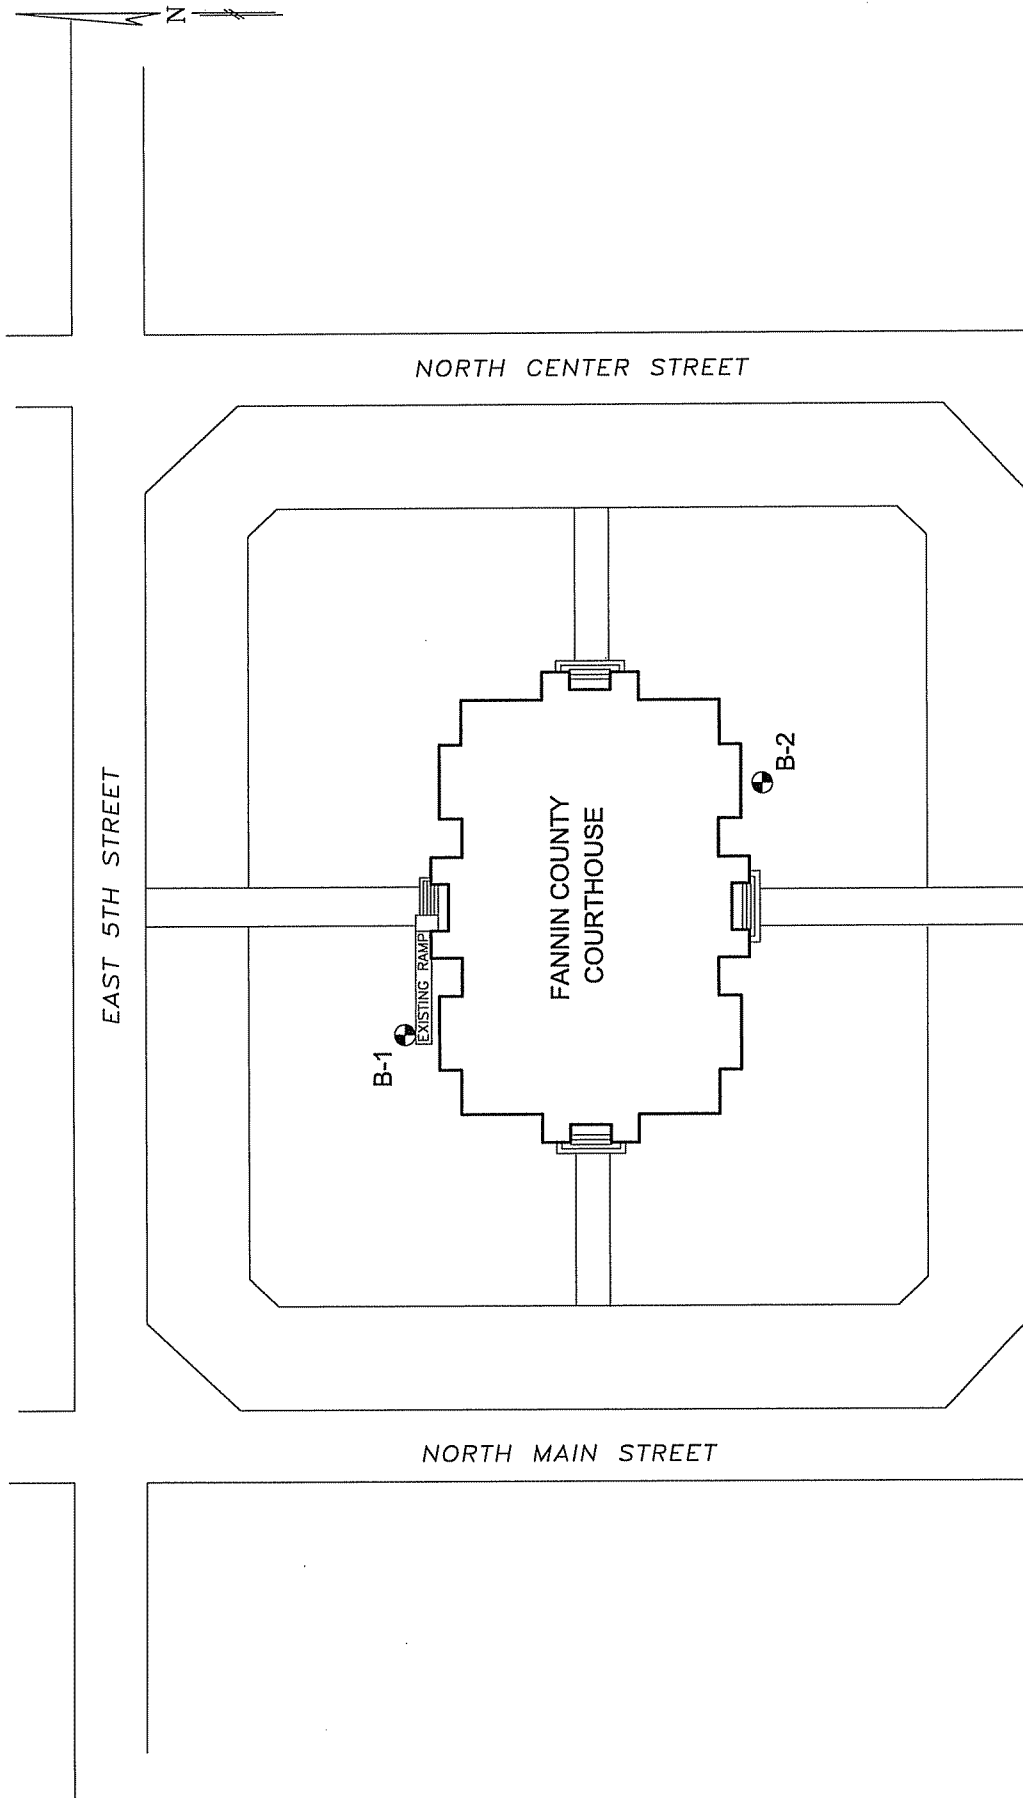 N
EAST 5TH STREET
NORTH CENTER STREET
NORTH MAIN STREET
B-1
EXISTING RAMP
FANNIN COUNTY
COURTHOUSE
B-2